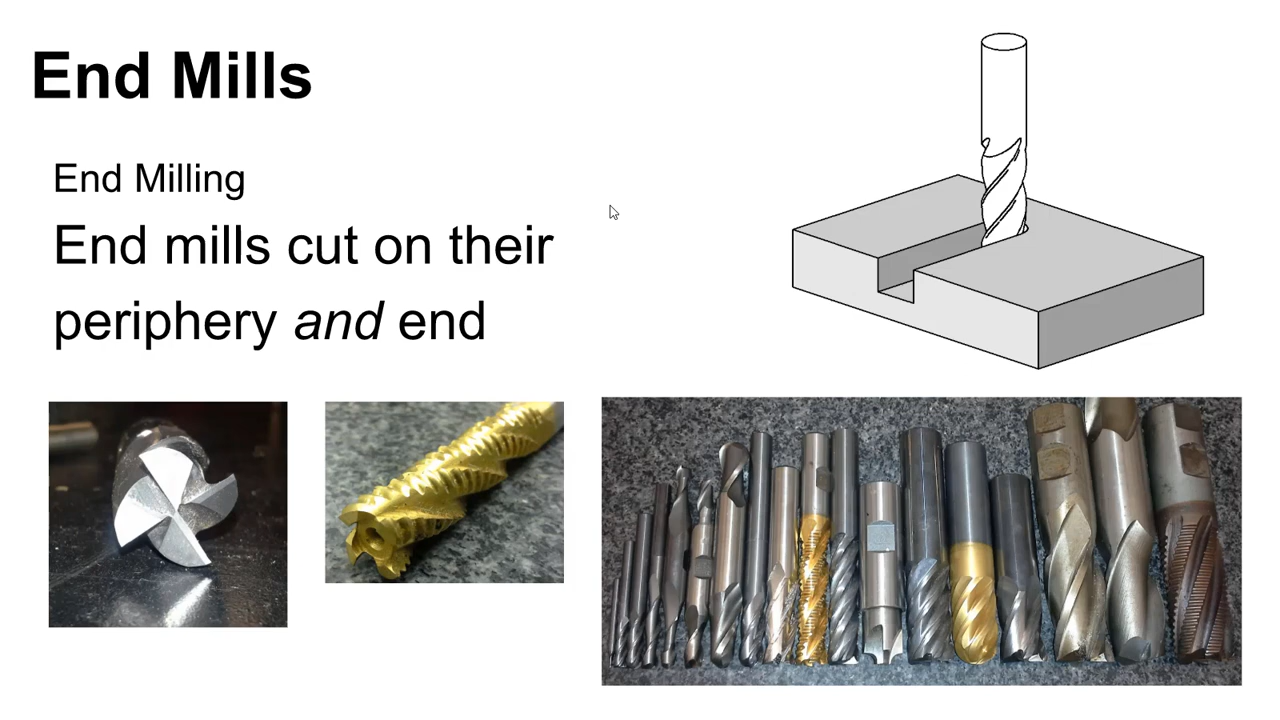 End Mills
End Milling
End mills cut on their
periphery and end